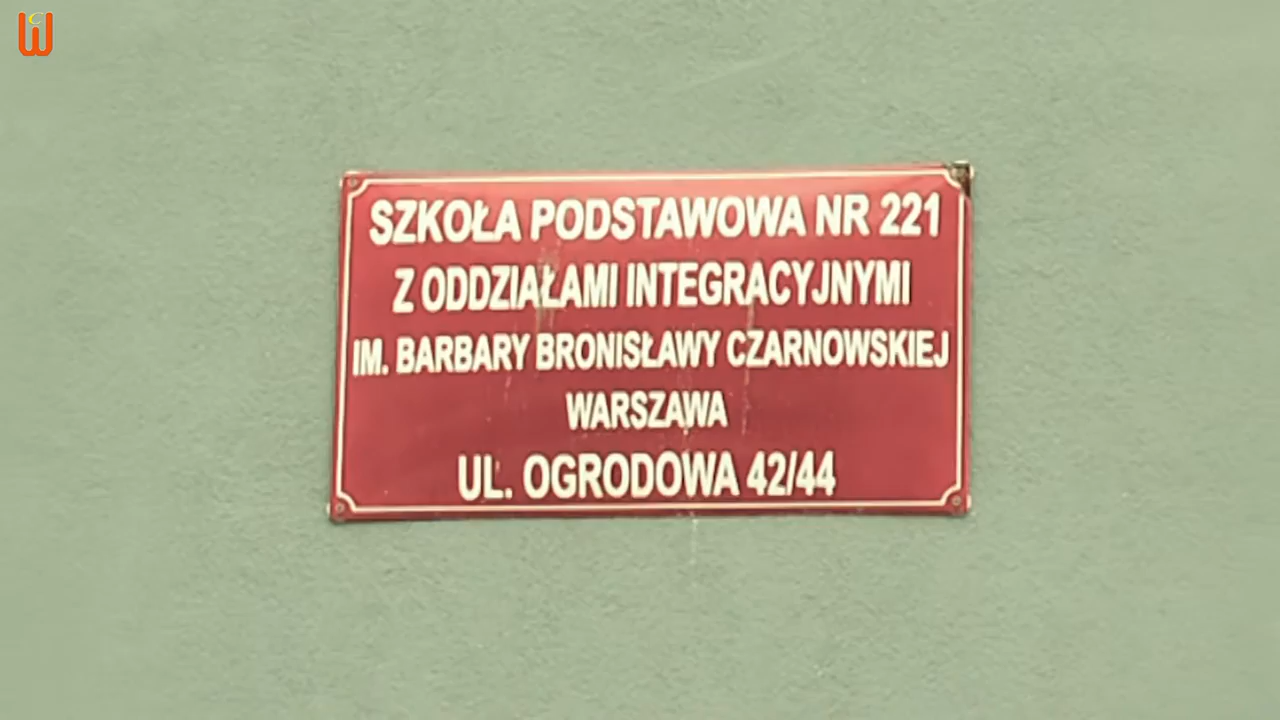 SZKOŁA PODSTAWOWA NR 221
Z ODDZIAŁAMI INTEGRACYJNYMI
IM. BARBARY BRONISŁAWY CZARNOWSKIEJ
WARSZAWA
UL. OGRODOWA 42/44